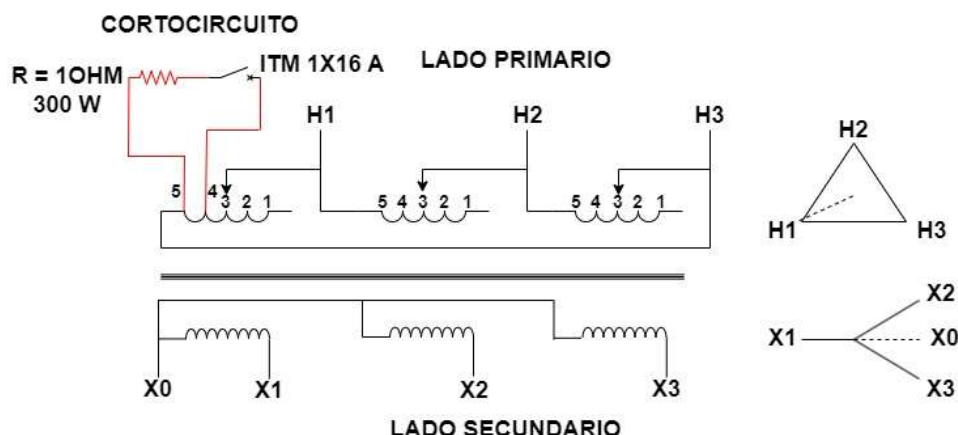 CORTOCIRCUITO
R = 1OHM
300 W
ITM 1X16 A
LADO PRIMARIO
H1
H2
H3
5 4 3 2 1
5 4 3 2 1
5 4 3 2 1
H2
H1
H3
X0
X1
X2
X3
X2
X1
X0
X3
LADO SECUNDARIO